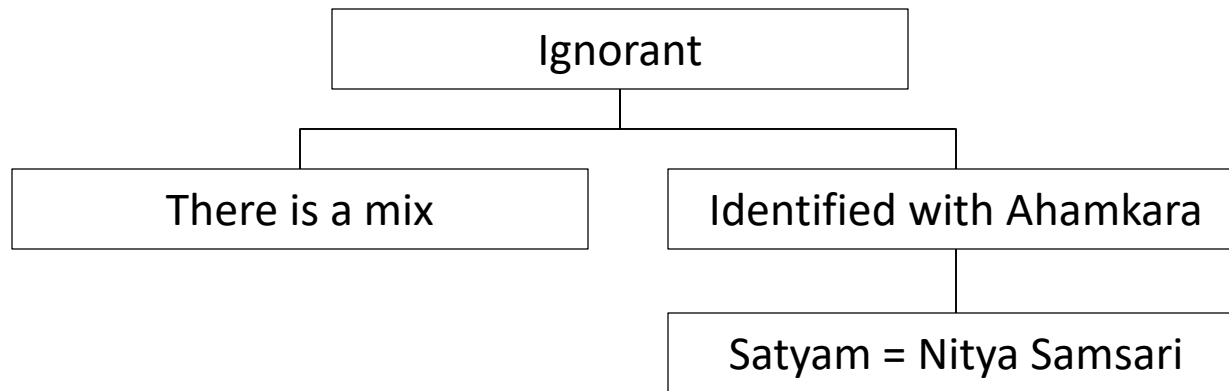 Ignorant
There is a mix
Identified with Ahamkara
Satyam = Nitya Samsari